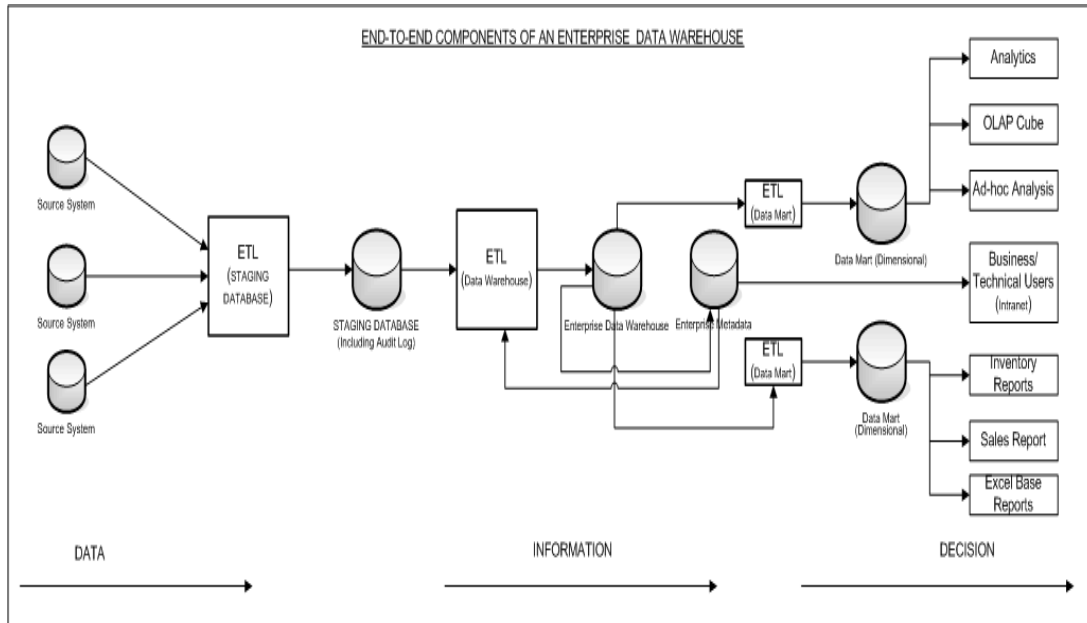 END-TO-END COMPONENTS OF AN ENTERPRISE DATA WAREHOUSE
Source System
Source System
Source System
ETL
(STAGING
DATABASE)
STAGING DATABASE
(Including Audit Log)
ETL
(Data Warehouse)
Enterprise Data Warehouse
Enterprise Metadata
ETL
(Data Mart)
Data Mart (Dimensional)
ETL
(Data Mart)
Data Mart
(Dimensional)
Analytics
OLAP Cube
Ad-hoc Analysis
Business/
Technical Users
(Intranet)
Inventory
Reports
Sales Report
Excel Base
Reports
DATA
INFORMATION
DECISION